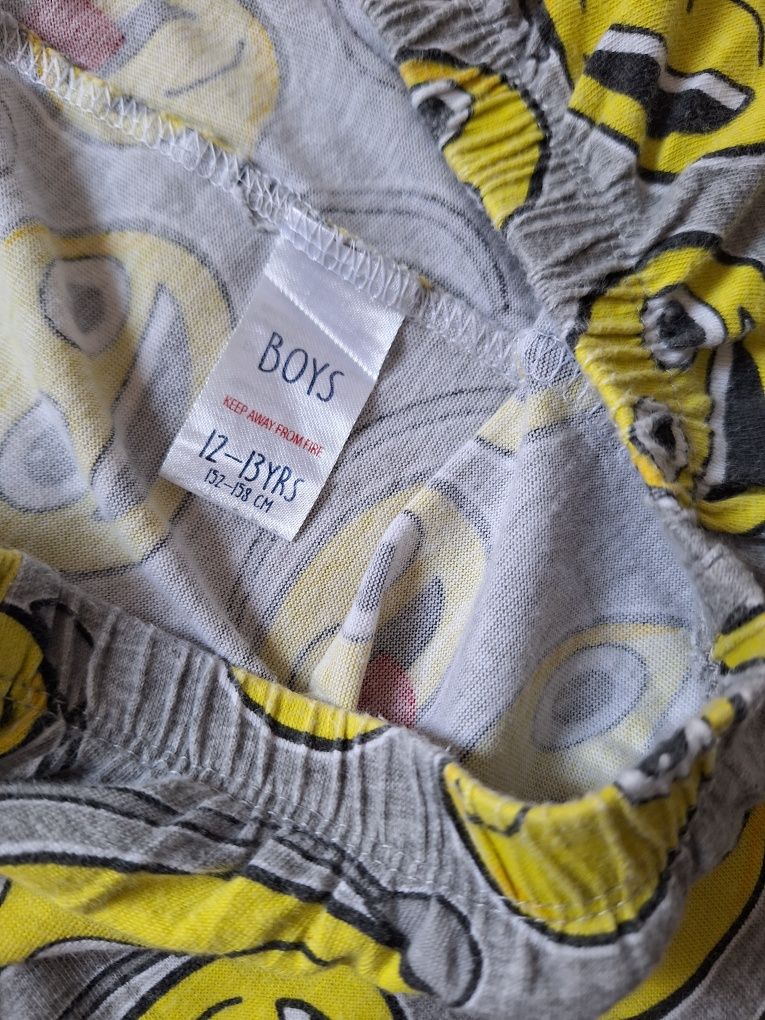 BOYS
KEEP AWAY FROM FIRE
12-13YRS
152-158 CM